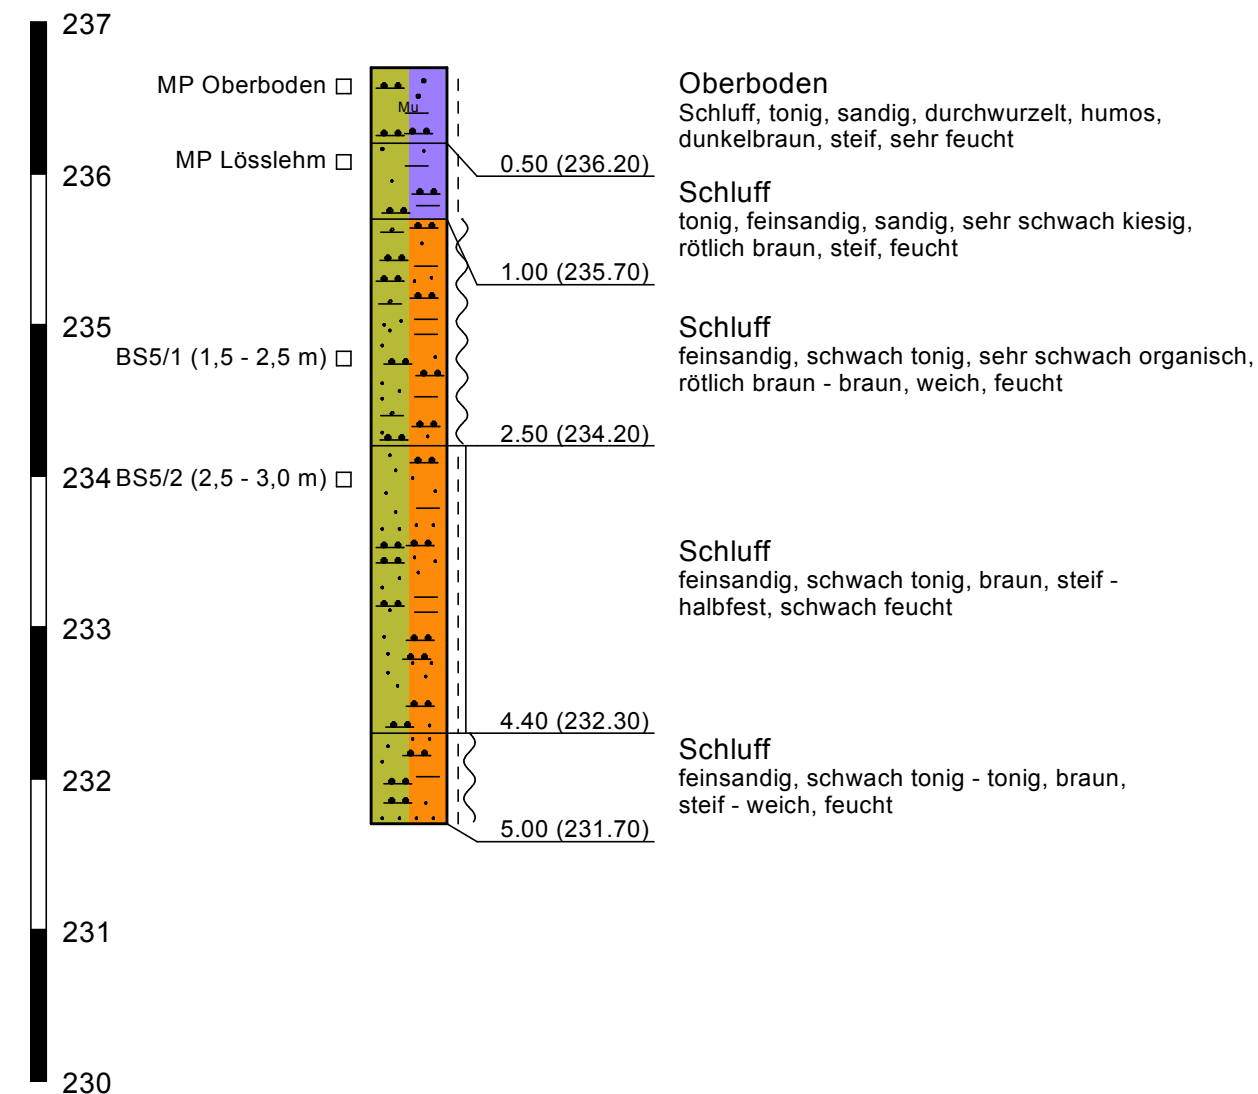 237
MP Oberboden
Mu
Oberboden
Schluff, tonig, sandig, durchwurzelt, humos,
dunkelbraun, steif, sehr feucht
MP Lösslehm
0.50 (236.20)
236
Schluff
tonig, feinsandig, sandig, sehr schwach kiesig,
rötlich braun, steif, feucht
1.00 (235.70)
235
Schluff
feinsandig, schwach tonig, sehr schwach organisch,
rötlich braun - braun, weich, feucht
BS5/1 (1,5 - 2,5 m)
2.50 (234.20)
234
BS5/2 (2,5 - 3,0 m)
Schluff
feinsandig, schwach tonig, braun, steif -
halbfest, schwach feucht
233
4.40 (232.30)
Schluff
feinsandig, schwach tonig - tonig, braun,
steif - weich, feucht
232
5.00 (231.70)
231
230